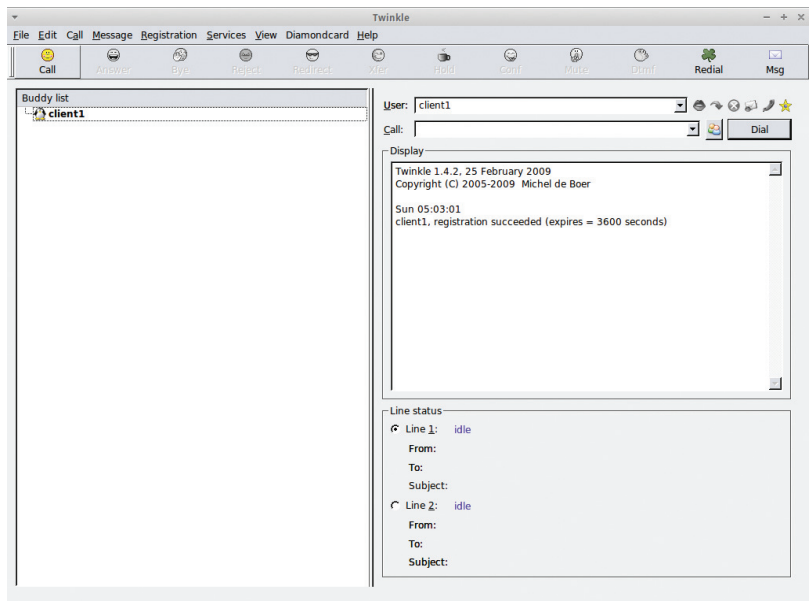 Twinkle
File Edit Call Message Registration Services View Diamondcard Help
Call Answer Bye Reject Redirect Xfer Hold Conf Mute Dtmf Redial Msg
Buddy list
client1
User: client1
Call: Dial
Display
Twinkle 1.4.2, 25 February 2009
Copyright (C) 2005-2009 Michel de Boer
Sun 05:03:01
client1, registration succeeded (expires = 3600 seconds)
Line status
Line 1: idle
From:
To:
Subject:
Line 2: idle
From:
To:
Subject: